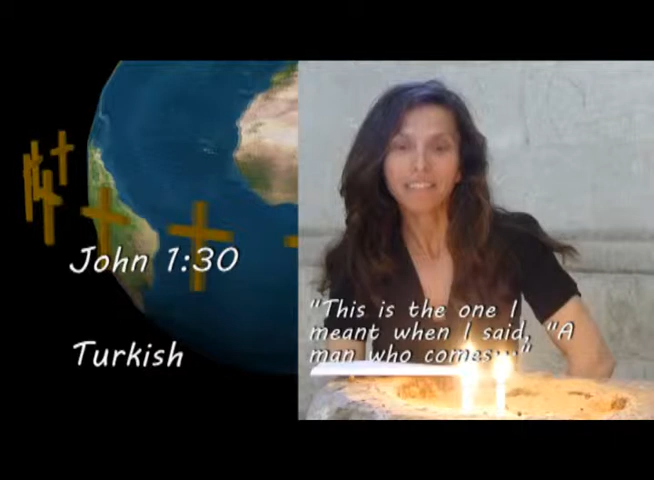 John 1:30
Turkish
"This is the one I
meant when I said, "A
man who comes..."